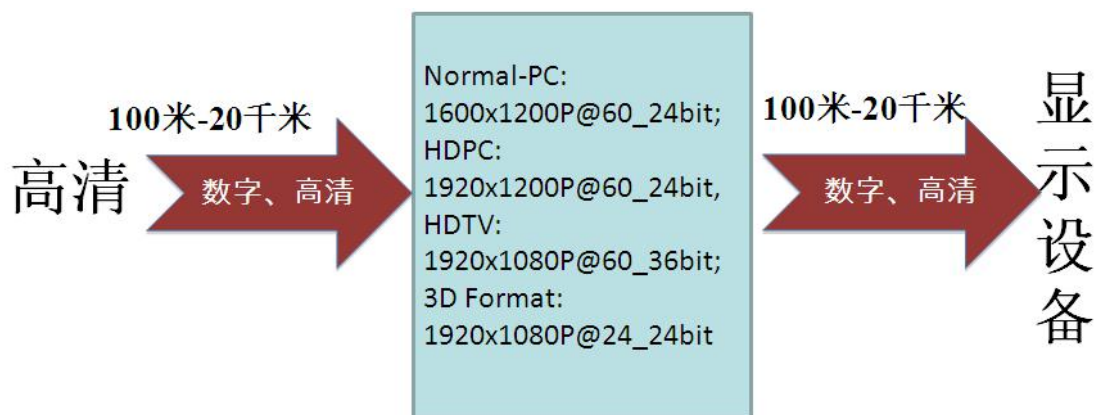 100米-20千米
高清
数字、高清
Normal-PC:
1600x1200P@60_24bit;
HDPC:
1920x1200P@60_24bit,
HDTV:
1920x1080P@60_36bit;
3D Format:
1920x1080P@24_24bit
100米-20千米
数字、高清
显
示
设
备